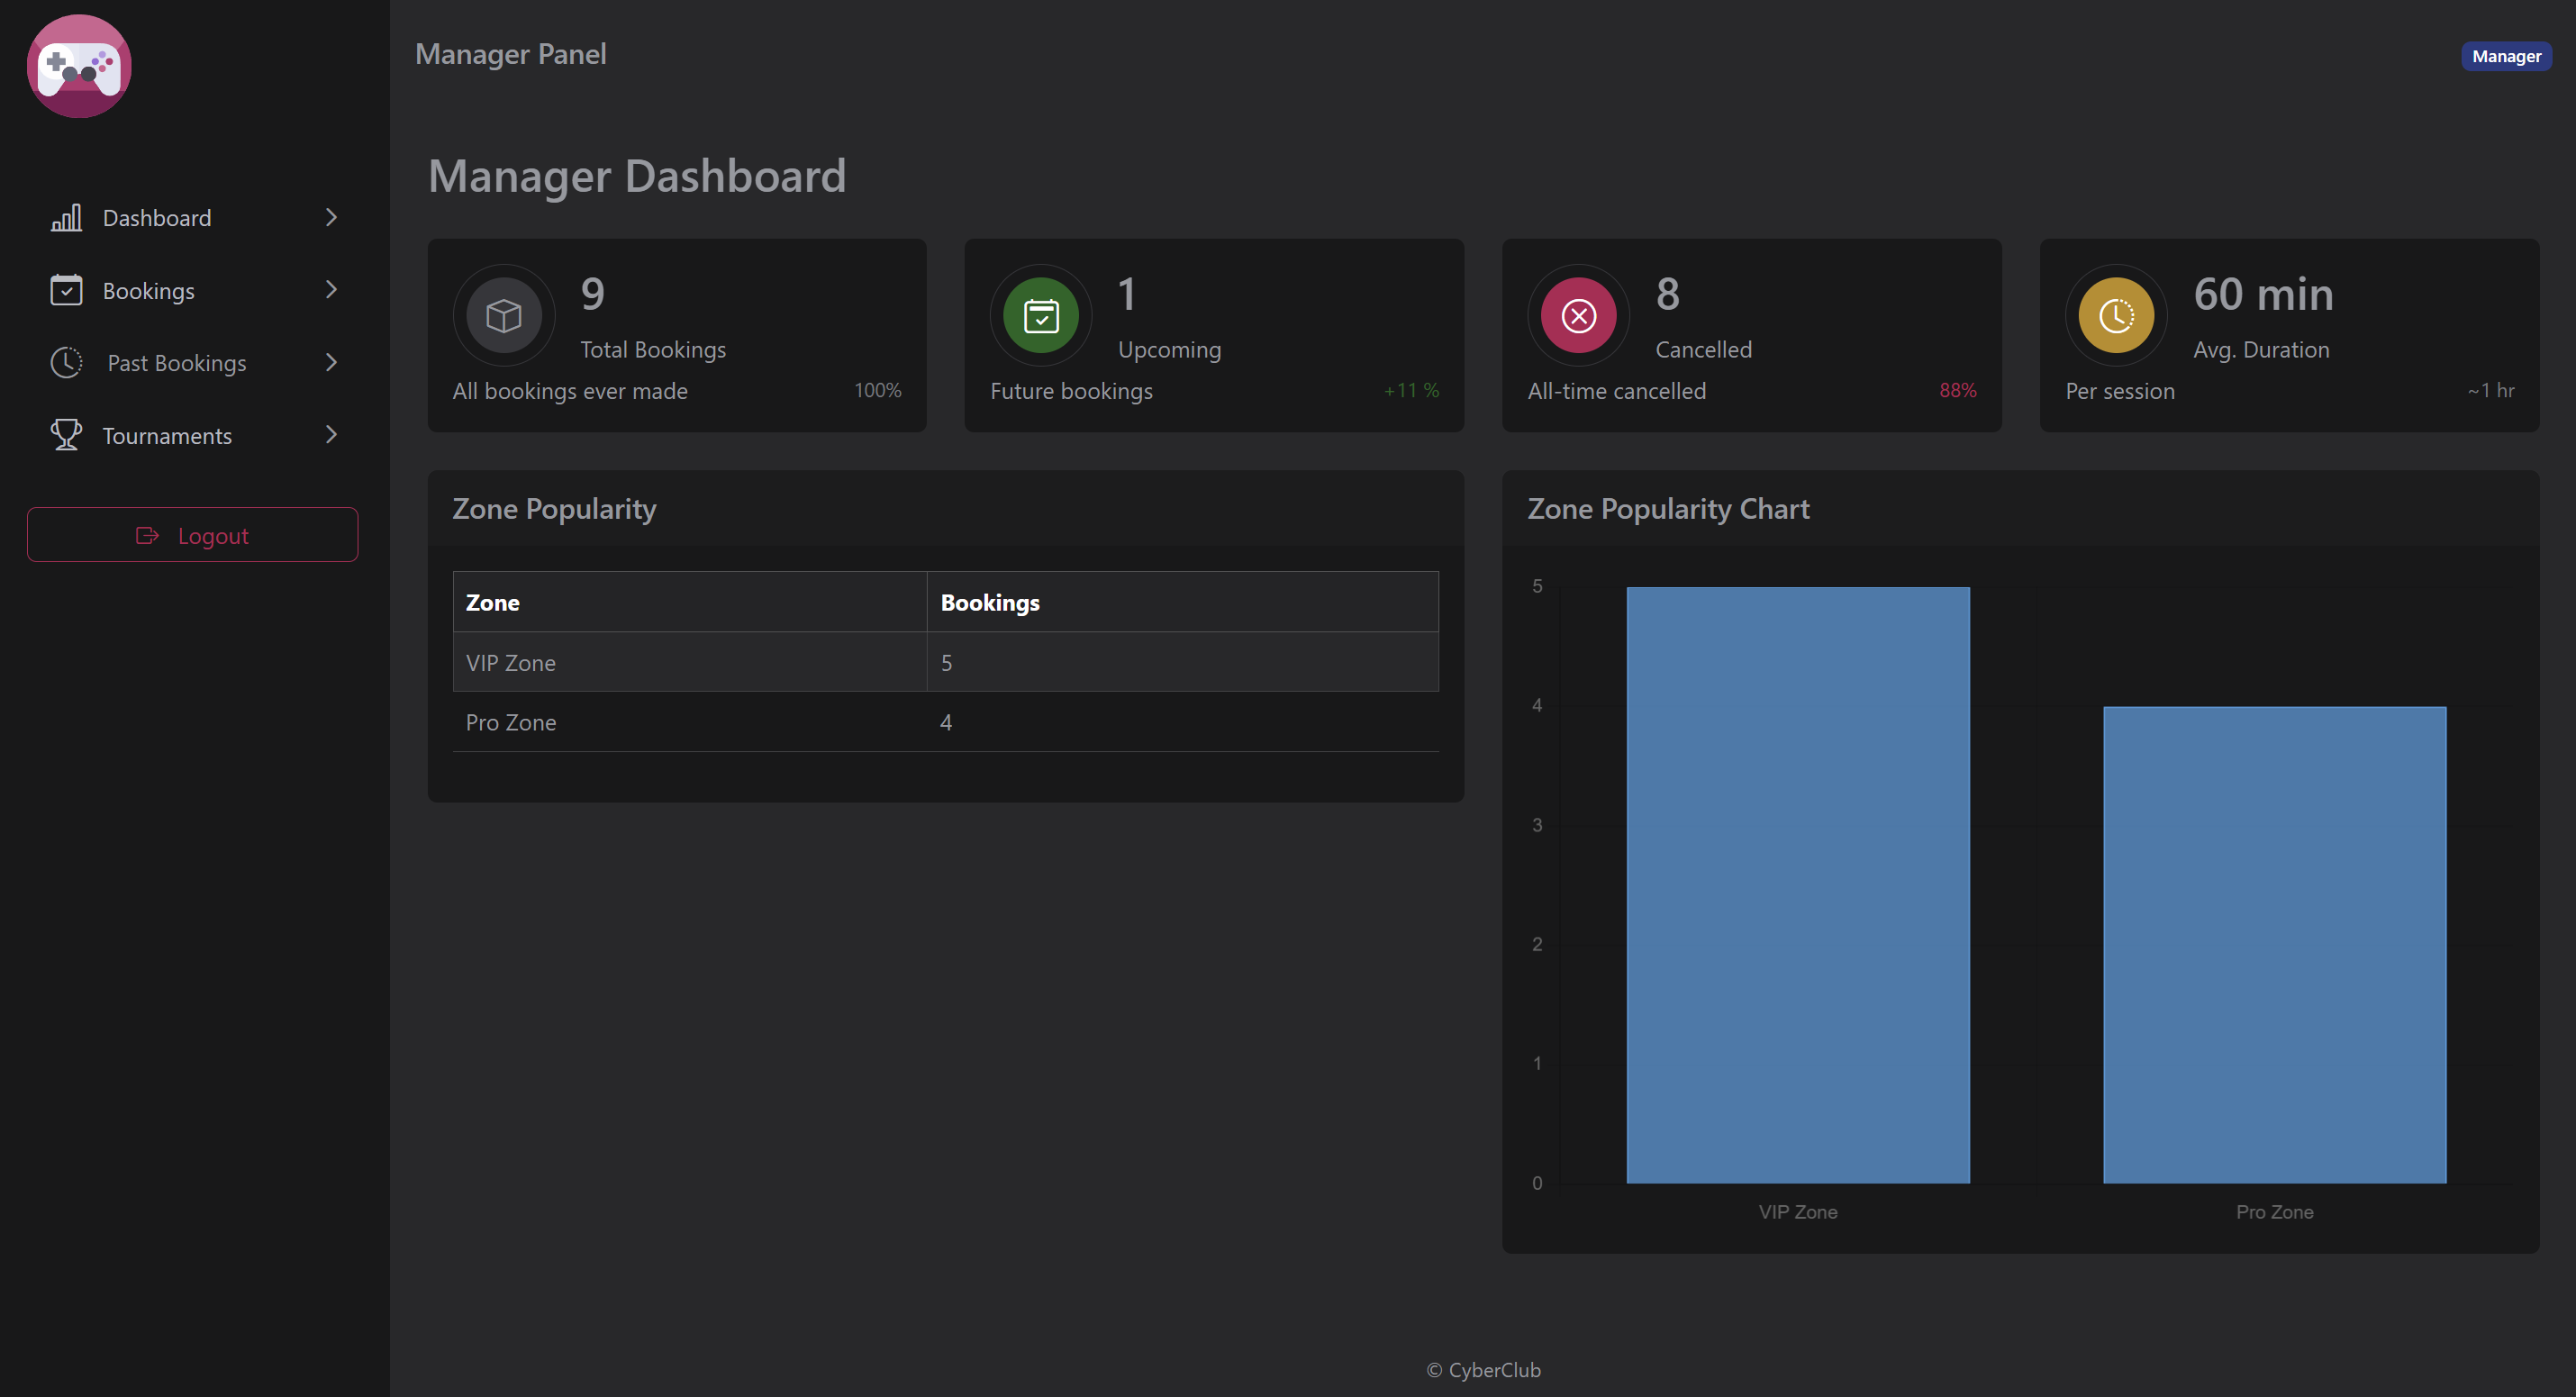 Manager Panel
Manager
Dashboard
Bookings
Past Bookings
Tournaments
Logout
Manager Dashboard
9
Total Bookings
All bookings ever made 100%
1
Upcoming
Future bookings +11 %
8
Cancelled
All-time cancelled 88%
60 min
Avg. Duration
Per session ~1 hr
Zone Popularity
Zone Bookings
VIP Zone 5
Pro Zone 4
Zone Popularity Chart
5
4
3
2
1
0
VIP Zone Pro Zone
© CyberClub